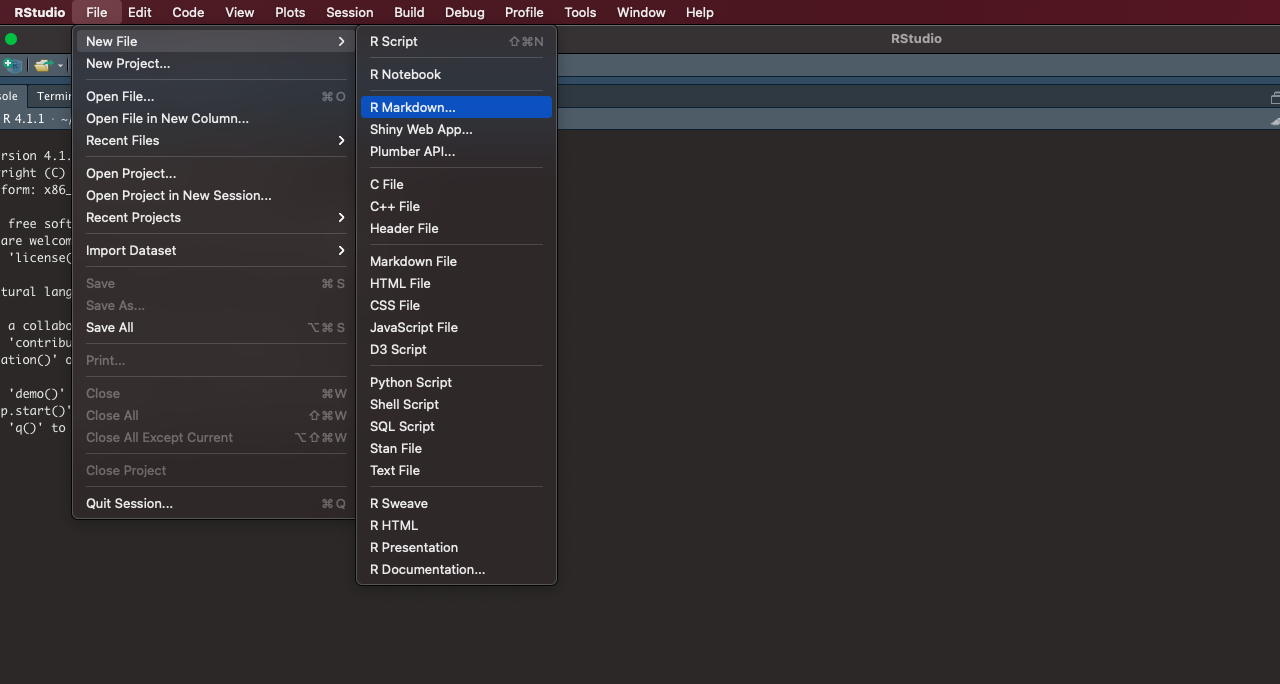 RStudio File Edit Code View Plots Session Build Debug Profile Tools Window Help
RStudio
New File
New Project...
Open File... ⌘ O
Open File in New Column...
Recent Files
Open Project...
Open Project in New Session...
Recent Projects
Import Dataset
Save ⌘ S
Save As...
Save All ⌥⌘ S
Print...
Close ⌘W
Close All ⇧⌘W
Close All Except Current ⌥⇧⌘W
Close Project
Quit Session... ⌘Q
R Script ⇧⌘N
R Notebook
R Markdown...
Shiny Web App...
Plumber API...
C File
C++ File
Header File
Markdown File
HTML File
CSS File
JavaScript File
D3 Script
Python Script
Shell Script
SQL Script
Stan File
Text File
R Sweave
R HTML
R Presentation
R Documentation...
ole Termin
R 4.1.1 · ~/
rsion 4.1.
right (C)
form: x86_
free soft
are welcom
'license(
tural lang
a collabo
'contribu
ation()' o
'demo()'
p.start()'
'q()' to